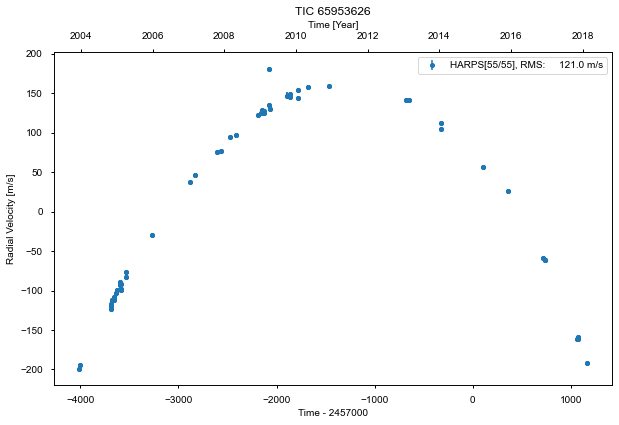 TIC 65953626
Time [Year]
2004 2006 2008 2010 2012 2014 2016 2018
HARPS[55/55], RMS: 121.0 m/s
200
150
100
50
0
−50
−100
−150
−200
Radial Velocity [m/s]
−4000 −3000 −2000 −1000 0 1000
Time - 2457000